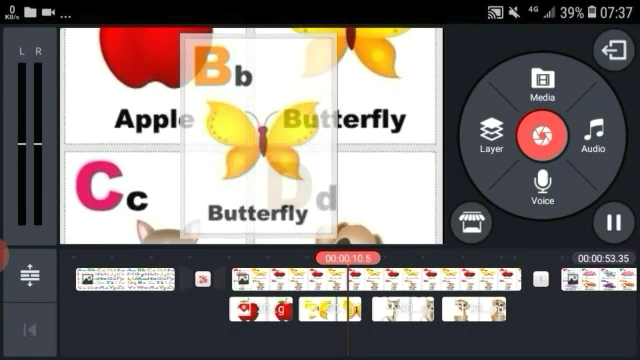 0
KB/s
...
4G
39%
07:37
L R
Bb
Apple
Butterfly
Butterfly
Cc
Dd
Media
Layer
Audio
Voice
00:00:10.5
00:00:53.35